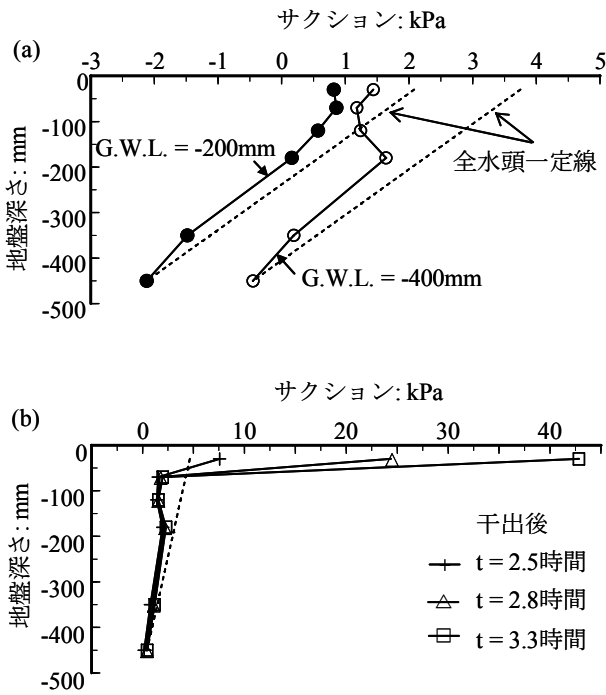 サクション: kPa
(a)
-3 -2 -1 0 1 2 3 4 5
0
-100
-200
-300
-400
-500
地盤深さ: mm
G.W.L. = -200mm
全水頭一定線
G.W.L. = -400mm
サクション: kPa
(b)
0 10 20 30 40
0
-100
-200
-300
-400
-500
地盤深さ: mm
干出後
t = 2.5時間
t = 2.8時間
t = 3.3時間